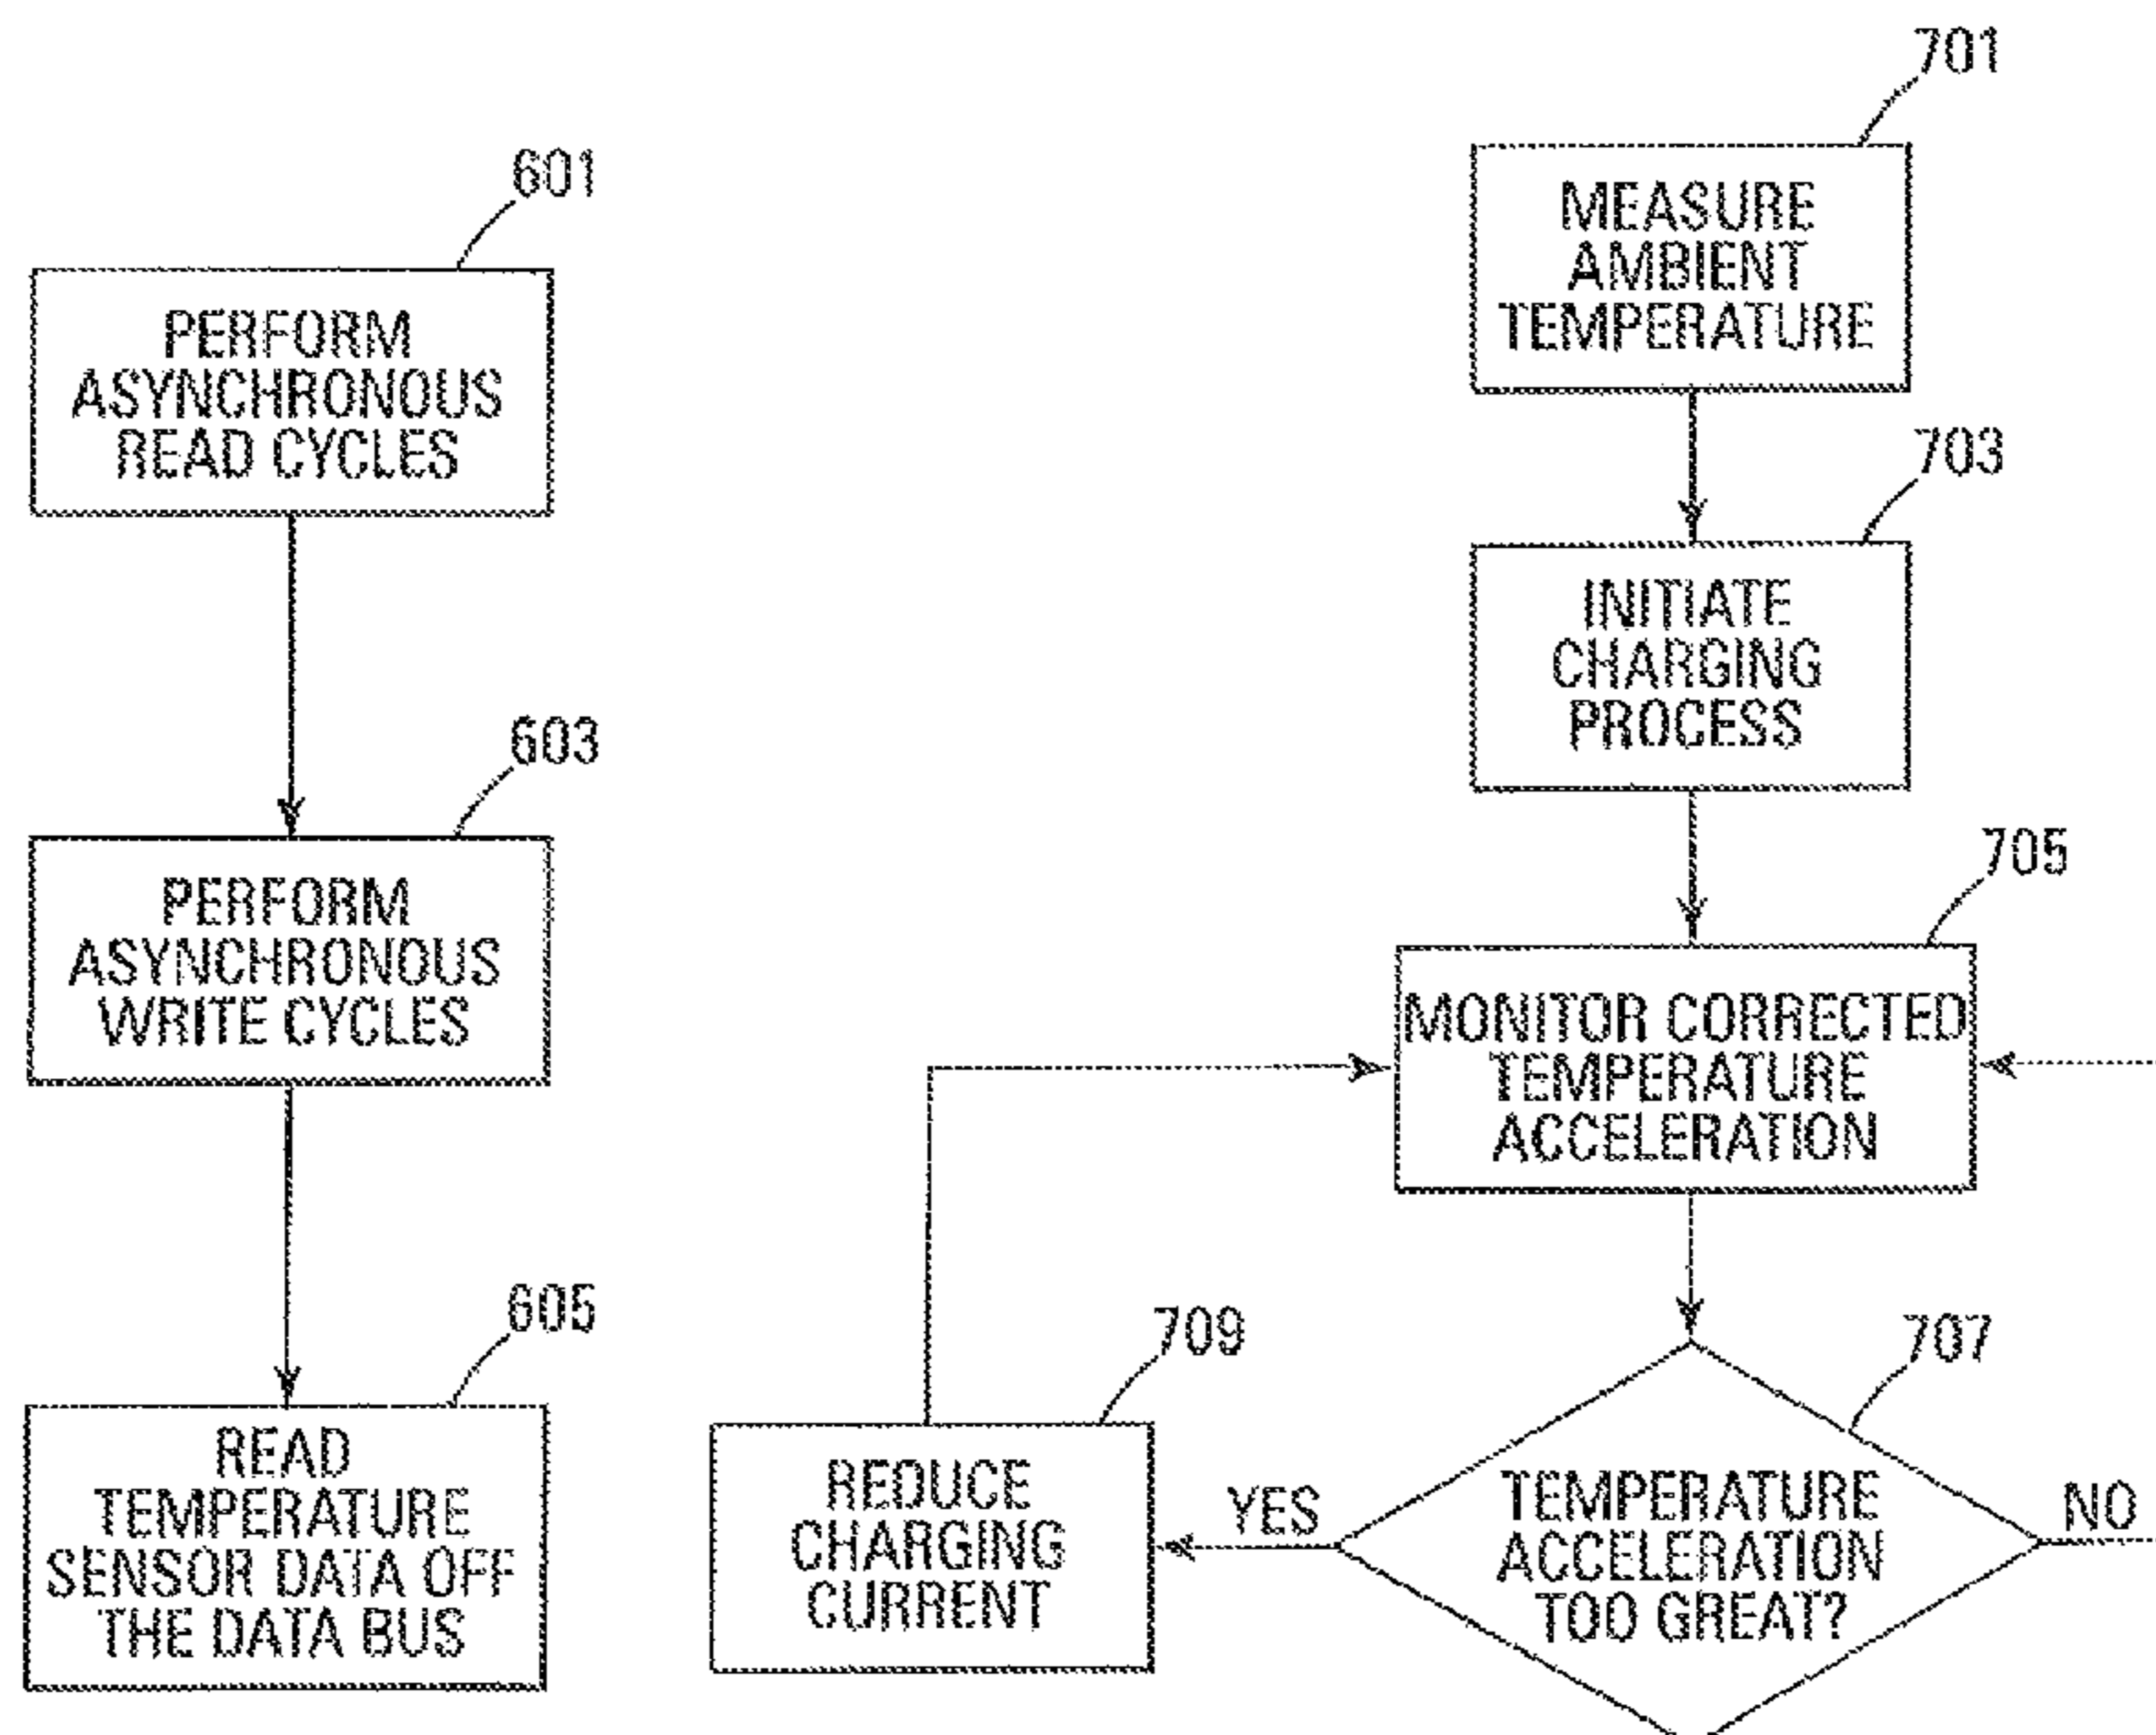 601
PERFORM
ASYNCHRONOUS
READ CYCLES
603
PERFORM
ASYNCHRONOUS
WRITE CYCLES
605
READ
TEMPERATURE
SENSOR DATA OFF
THE DATA BUS
701
MEASURE
AMBIENT
TEMPERATURE
703
INITIATE
CHARGING
PROCESS
705
MONITOR CORRECTED
TEMPERATURE
ACCELERATION
707
TEMPERATURE
ACCELERATION
TOO GREAT?
YES
NO
709
REDUCE
CHARGING
CURRENT